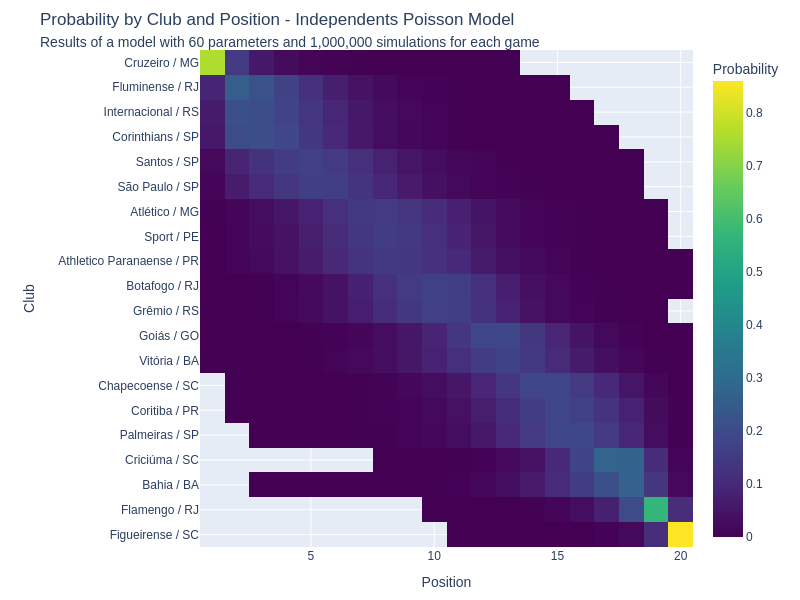 Probability by Club and Position - Independents Poisson Model
Results of a model with 60 parameters and 1,000,000 simulations for each game
Probability
Cruzeiro / MG
Fluminense / RJ
Internacional / RS
Corinthians / SP
Santos / SP
São Paulo / SP
Atlético / MG
Sport / PE
Athletico Paranaense / PR
Botafogo / RJ
Grêmio / RS
Goiás / GO
Vitória / BA
Chapecoense / SC
Coritiba / PR
Palmeiras / SP
Criciúma / SC
Bahia / BA
Flamengo / RJ
Figueirense / SC
Club
5
10
15
20
Position
0.8
0.7
0.6
0.5
0.4
0.3
0.2
0.1
0